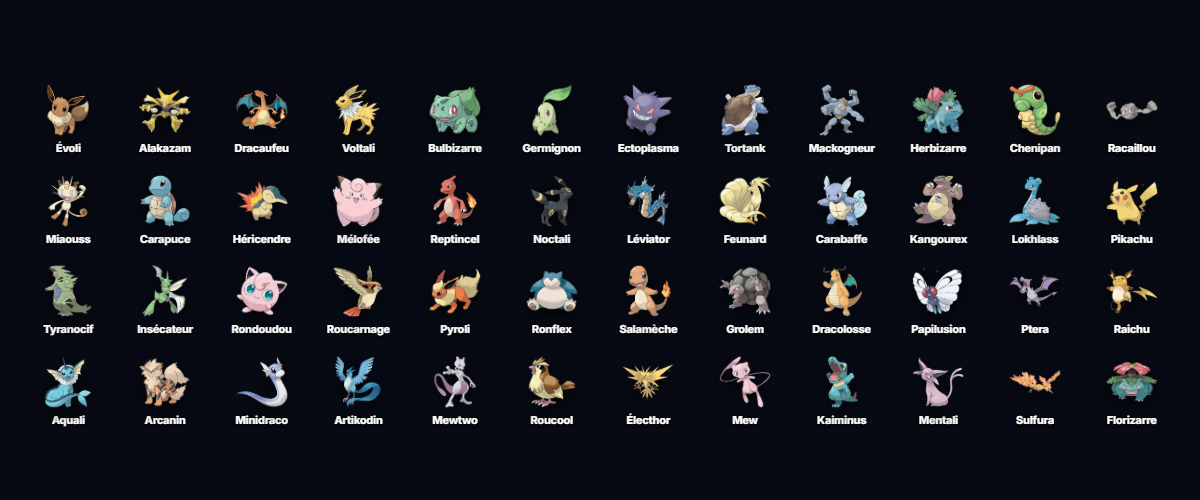 Évoli Alakazam Dracaufeu Voltali Bulbizarre Germignon Ectoplasma Tortank Mackogneur Herbizarre Chenipan Racaillou
Miaouss Carapuce Héricendre Mélofée Reptincel Noctali Léviator Feunard Carabaffe Kangourex Lokhlass Pikachu
Tyranocif Insécateur Rondoudou Roucarnage Pyroli Ronflex Salamèche Grolem Dracolosse Papilusion Ptera Raichu
Aquali Arcanin Minidraco Artikodin Mewtwo Roucool Électhor Mew Kaiminus Mentali Sulfura Florizarre